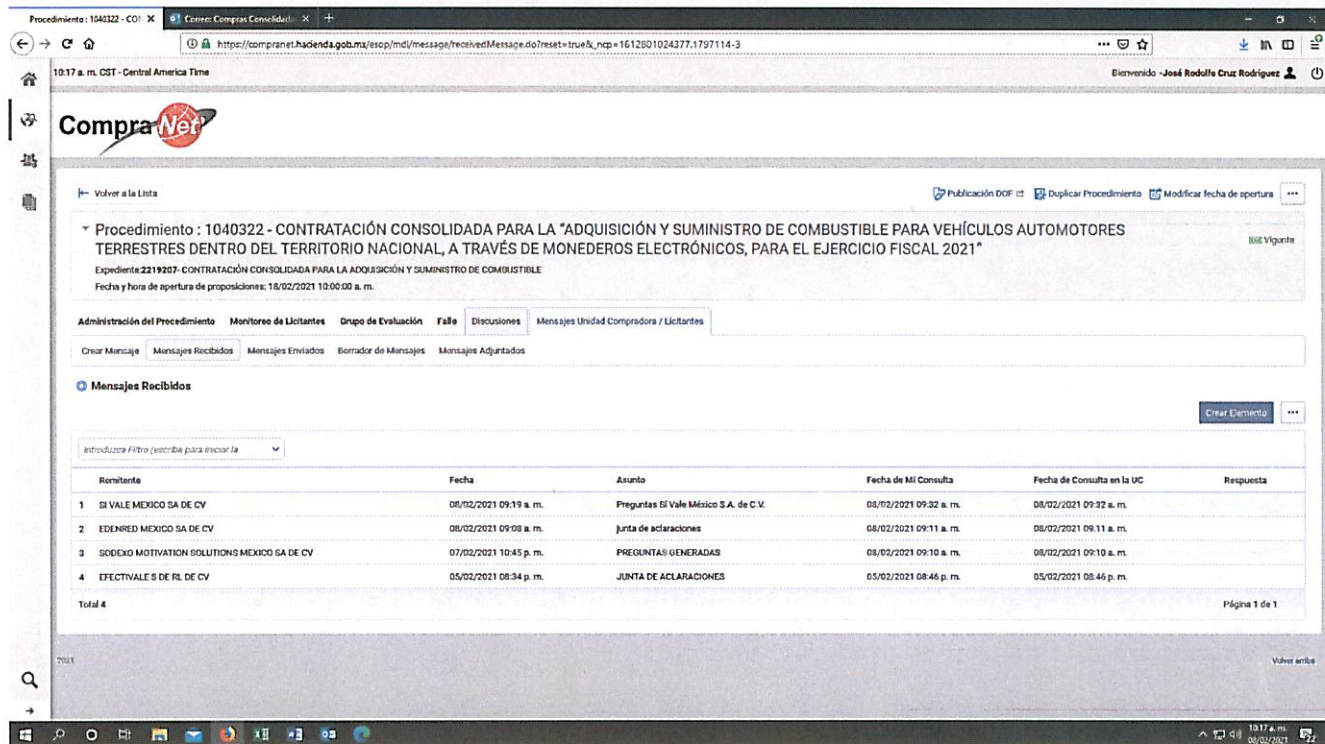 Procedimiento : 1040322 - CO
Correo: Compras Consolidad
https://compranet.hacienda.gob.mx/esop/mdl/message/receivedMessage.do?reset=true&_ncp=1612801024377.1797114-3
10:17 a. m. CST - Central America Time
Bienvenido -José Rodolfo Cruz Rodriguez
CompraNet
Volver a la Lista
Publicación DOF
Duplicar Procedimiento
Modificar fecha de apertura
Procedimiento : 1040322 - CONTRATACIÓN CONSOLIDADA PARA LA “ADQUISICIÓN Y SUMINISTRO DE COMBUSTIBLE PARA VEHÍCULOS AUTOMOTORES
TERRESTRES DENTRO DEL TERRITORIO NACIONAL, A TRAVÉS DE MONEDEROS ELECTRÓNICOS, PARA EL EJERCICIO FISCAL 2021”
Vigente
Expediente:2219207- CONTRATACIÓN CONSOLIDADA PARA LA ADQUISICIÓN Y SUMINISTRO DE COMBUSTIBLE
Fecha y hora de apertura de proposiciones: 18/02/2021 10:00:00 a. m.
Administración del Procedimiento Monitoreo de Licitantes Grupo de Evaluación Fallo Discusiones Mensajes Unidad Compradora / Licitantes
Crear Mensaje Mensajes Recibidos Mensajes Enviados Borrador de Mensajes Mensajes Adjuntados
Mensajes Recibidos
Crear Elemento
Introduzca Filtro (escriba para iniciar la
Remitente Fecha Asunto Fecha de Mi Consulta Fecha de Consulta en la UC Respuesta
1 SI VALE MEXICO SA DE CV 08/02/2021 09:19 a. m. Preguntas Sí Vale México S.A. de C.V. 08/02/2021 09:32 a. m. 08/02/2021 09:32 a. m.
2 EDENRED MEXICO SA DE CV 08/02/2021 09:08 a. m. junta de aclaraciones 08/02/2021 09:11 a. m. 08/02/2021 09:11 a. m.
3 SODEXO MOTIVATION SOLUTIONS MEXICO SA DE CV 07/02/2021 10:45 p. m. PREGUNTAS GENERADAS 08/02/2021 09:10 a. m. 08/02/2021 09:10 a. m.
4 EFECTIVALE S DE RL DE CV 05/02/2021 08:34 p. m. JUNTA DE ACLARACIONES 05/02/2021 08:46 p. m. 05/02/2021 08:46 p. m.
Total 4 Página 1 de 1
2021
Volver arriba
10:17 a. m.
08/02/2021